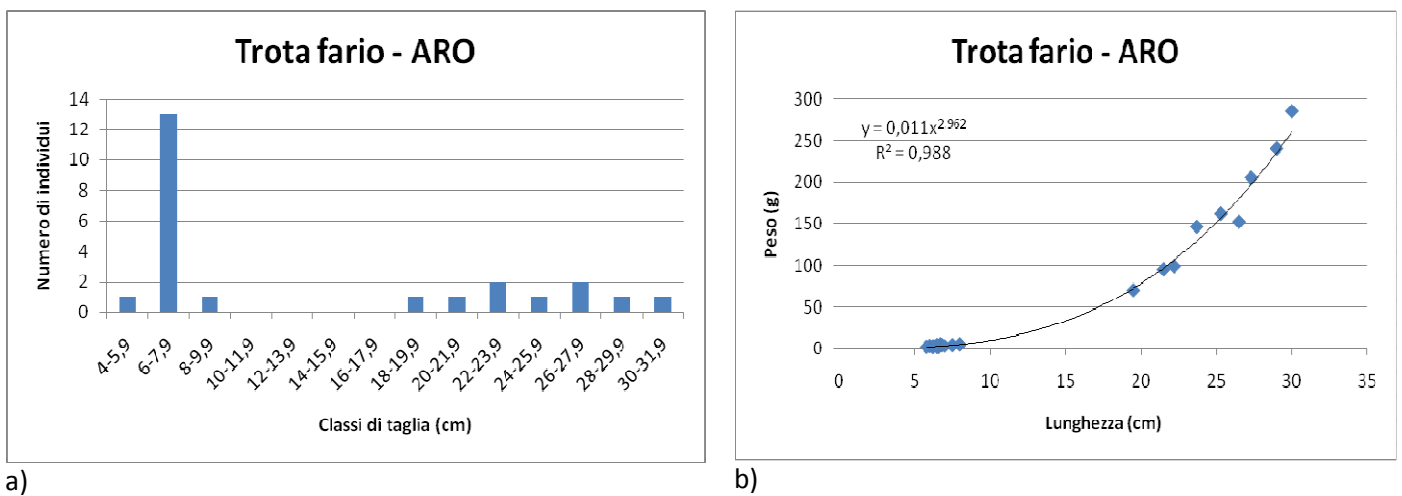 Trota fario - ARO
14
12
10
8
6
4
2
0
Numero di individui
4-5,9
6-7,9
8-9,9
10-11,9
12-13,9
14-15,9
16-17,9
18-19,9
20-21,9
22-23,9
24-25,9
26-27,9
28-29,9
30-31,9
Classi di taglia (cm)
a)
Trota fario - ARO
y = 0,011x^2.962
R² = 0,988
300
250
200
150
100
50
0
Peso (g)
0 5 10 15 20 25 30 35
Lunghezza (cm)
b)